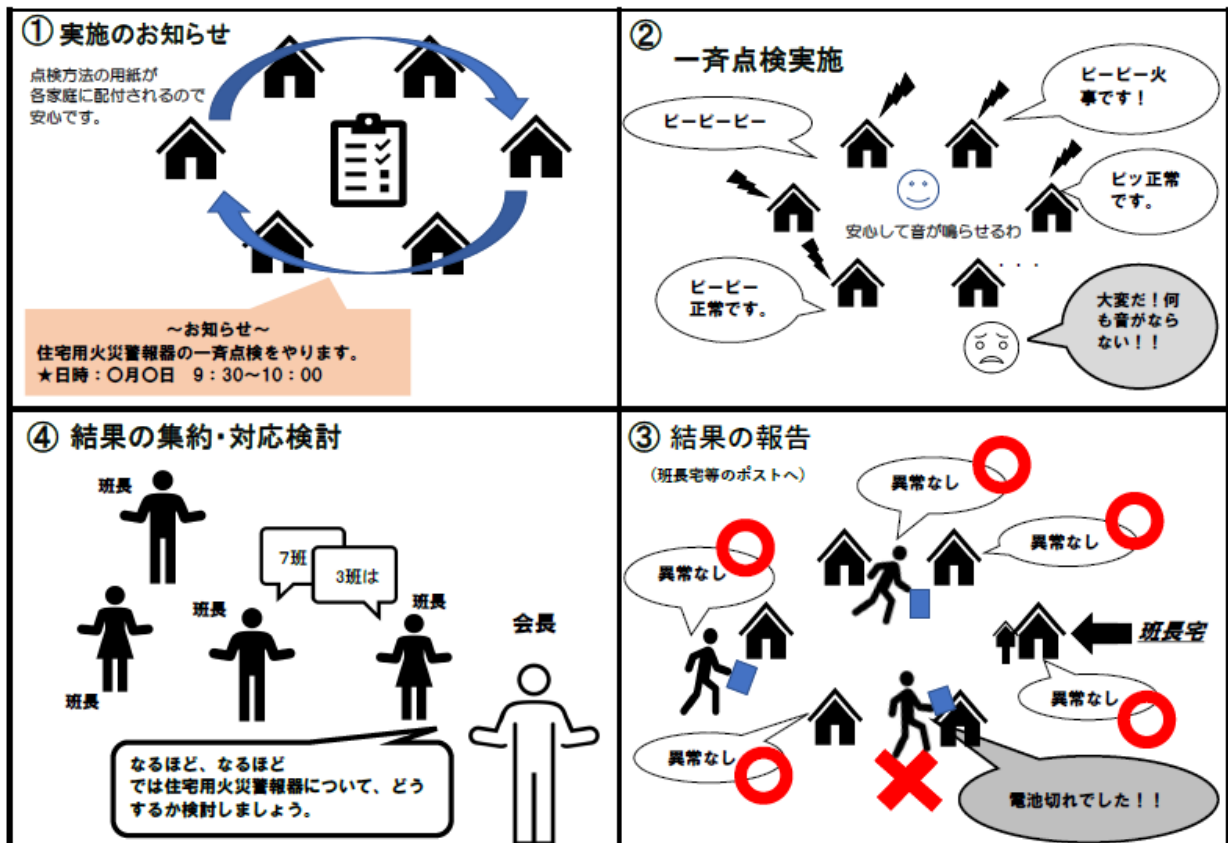 ① 実施のお知らせ
点検方法の用紙が
各家庭に配付されるので
安心です。
～お知らせ～
住宅用火災警報器の一斉点検をやります。
★日時：〇月〇日　9：30～10：00
②
一斉点検実施
ピーピーピー
ピーピー火
事です！
ピッ正常
です。
安心して音が鳴らせるわ
ピーピー
正常です。
・・・
大変だ！何
も音がなら
ない！！
③ 結果の報告
（班長宅等のポストへ）
異常なし
異常なし
異常なし
班長宅
異常なし
異常なし
電池切れでした！！
④ 結果の集約・対応検討
班長
7班
3班は
班長
班長
班長
会長
なるほど、なるほど
では住宅用火災警報器について、どう
するか検討しましょう。